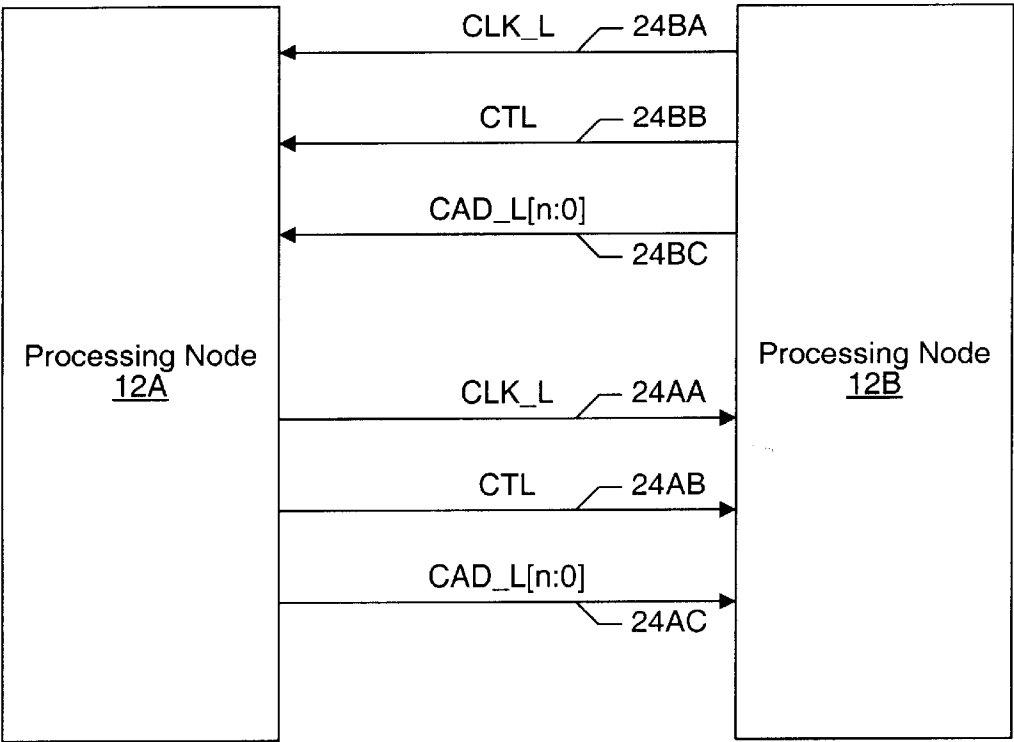 CLK_L 24BA
CTL 24BB
CAD_L[n:0]
24BC
Processing Node
12A
Processing Node
12B
CLK_L 24AA
CTL 24AB
CAD_L[n:0]
24AC